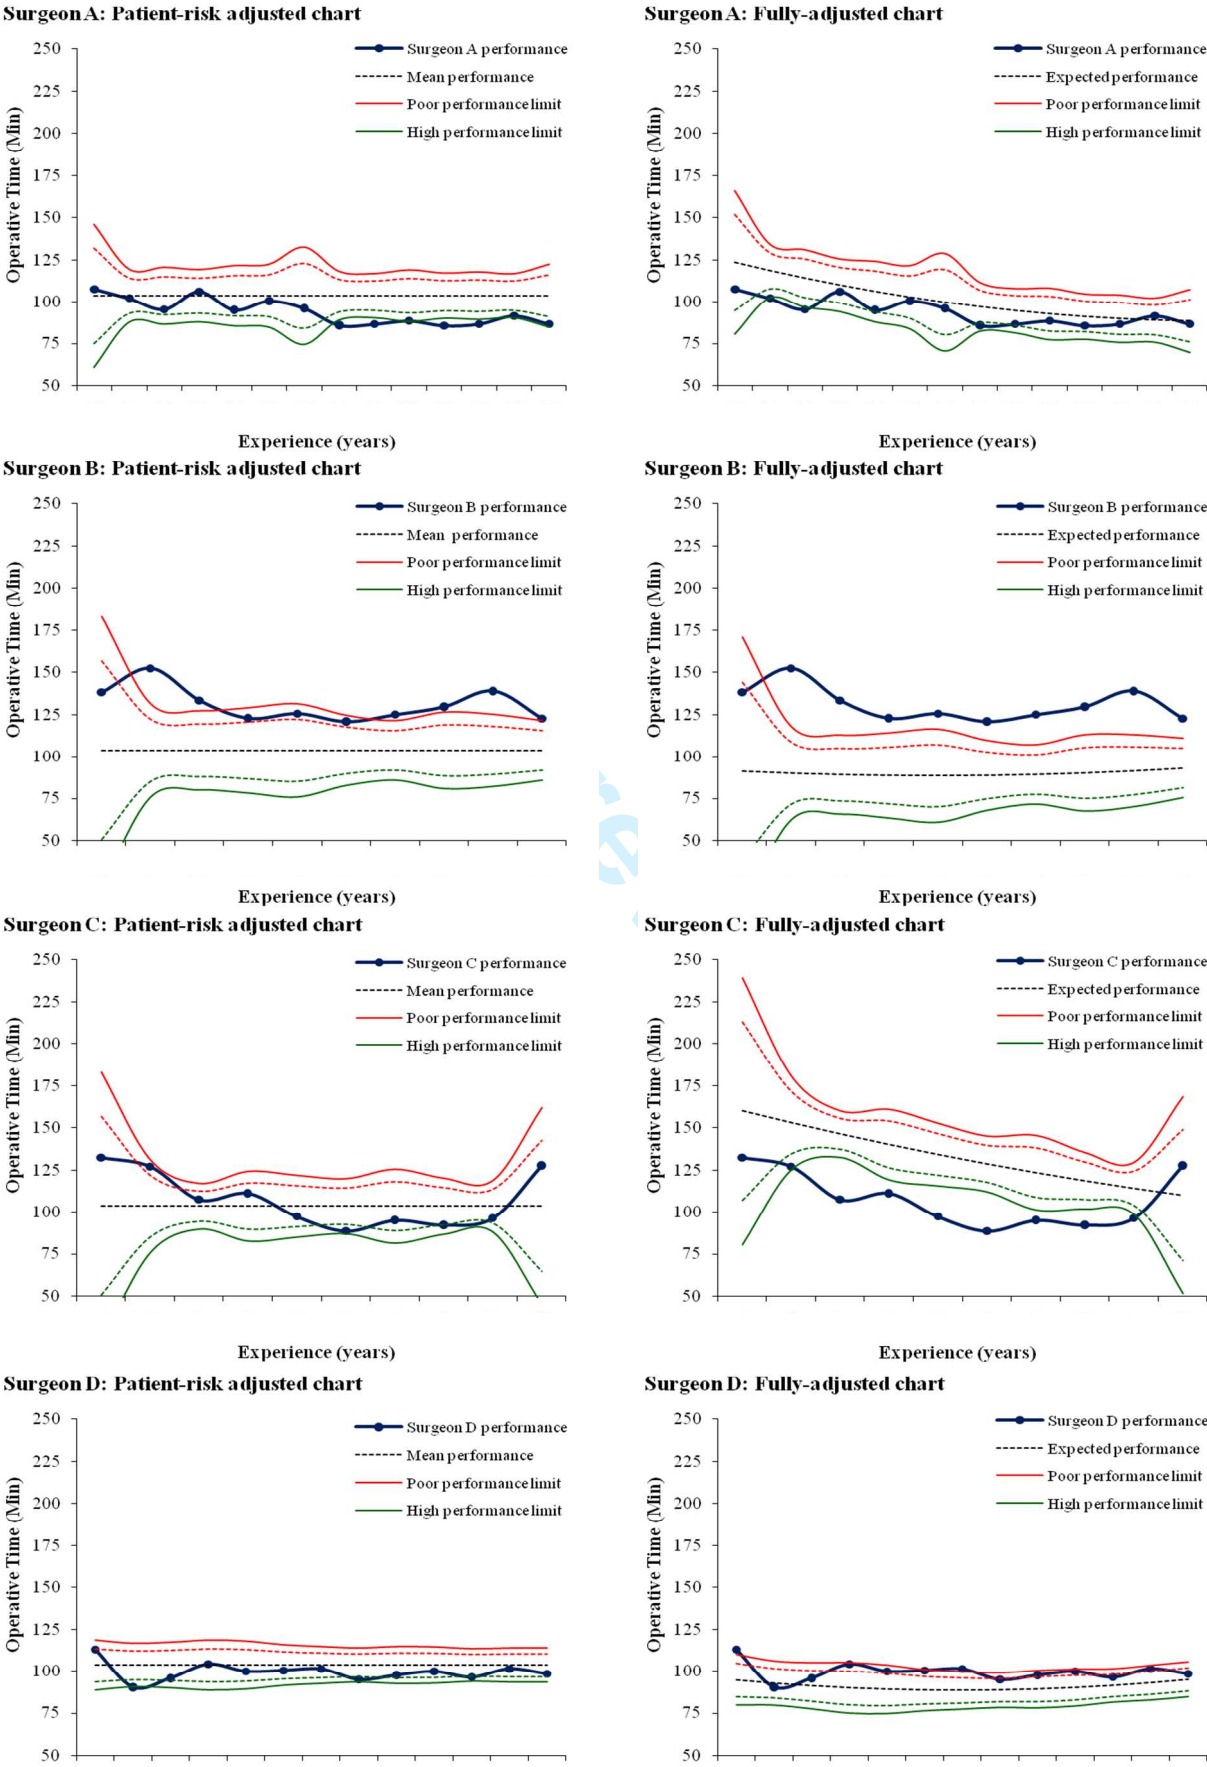 Surgeon A: Patient-risk adjusted chart
250
225
200
175
150
125
100
75
50
Operative Time (Min)
Surgeon A performance
Mean performance
Poor performance limit
High performance limit
Experience (years)
Surgeon A: Fully-adjusted chart
250
225
200
175
150
125
100
75
50
Operative Time (Min)
Surgeon A performance
Expected performance
Poor performance limit
High performance limit
Experience (years)
Surgeon B: Patient-risk adjusted chart
250
225
200
175
150
125
100
75
50
Operative Time (Min)
Surgeon B performance
Mean performance
Poor performance limit
High performance limit
Experience (years)
Surgeon B: Fully-adjusted chart
250
225
200
175
150
125
100
75
50
Operative Time (Min)
Surgeon B performance
Expected performance
Poor performance limit
High performance limit
Experience (years)
Surgeon C: Patient-risk adjusted chart
250
225
200
175
150
125
100
75
50
Operative Time (Min)
Surgeon C performance
Mean performance
Poor performance limit
High performance limit
Experience (years)
Surgeon C: Fully-adjusted chart
250
225
200
175
150
125
100
75
50
Operative Time (Min)
Surgeon C performance
Expected performance
Poor performance limit
High performance limit
Experience (years)
Surgeon D: Patient-risk adjusted chart
250
225
200
175
150
125
100
75
50
Operative Time (Min)
Surgeon D performance
Mean performance
Poor performance limit
High performance limit
Surgeon D: Fully-adjusted chart
250
225
200
175
150
125
100
75
50
Operative Time (Min)
Surgeon D performance
Expected performance
Poor performance limit
High performance limit